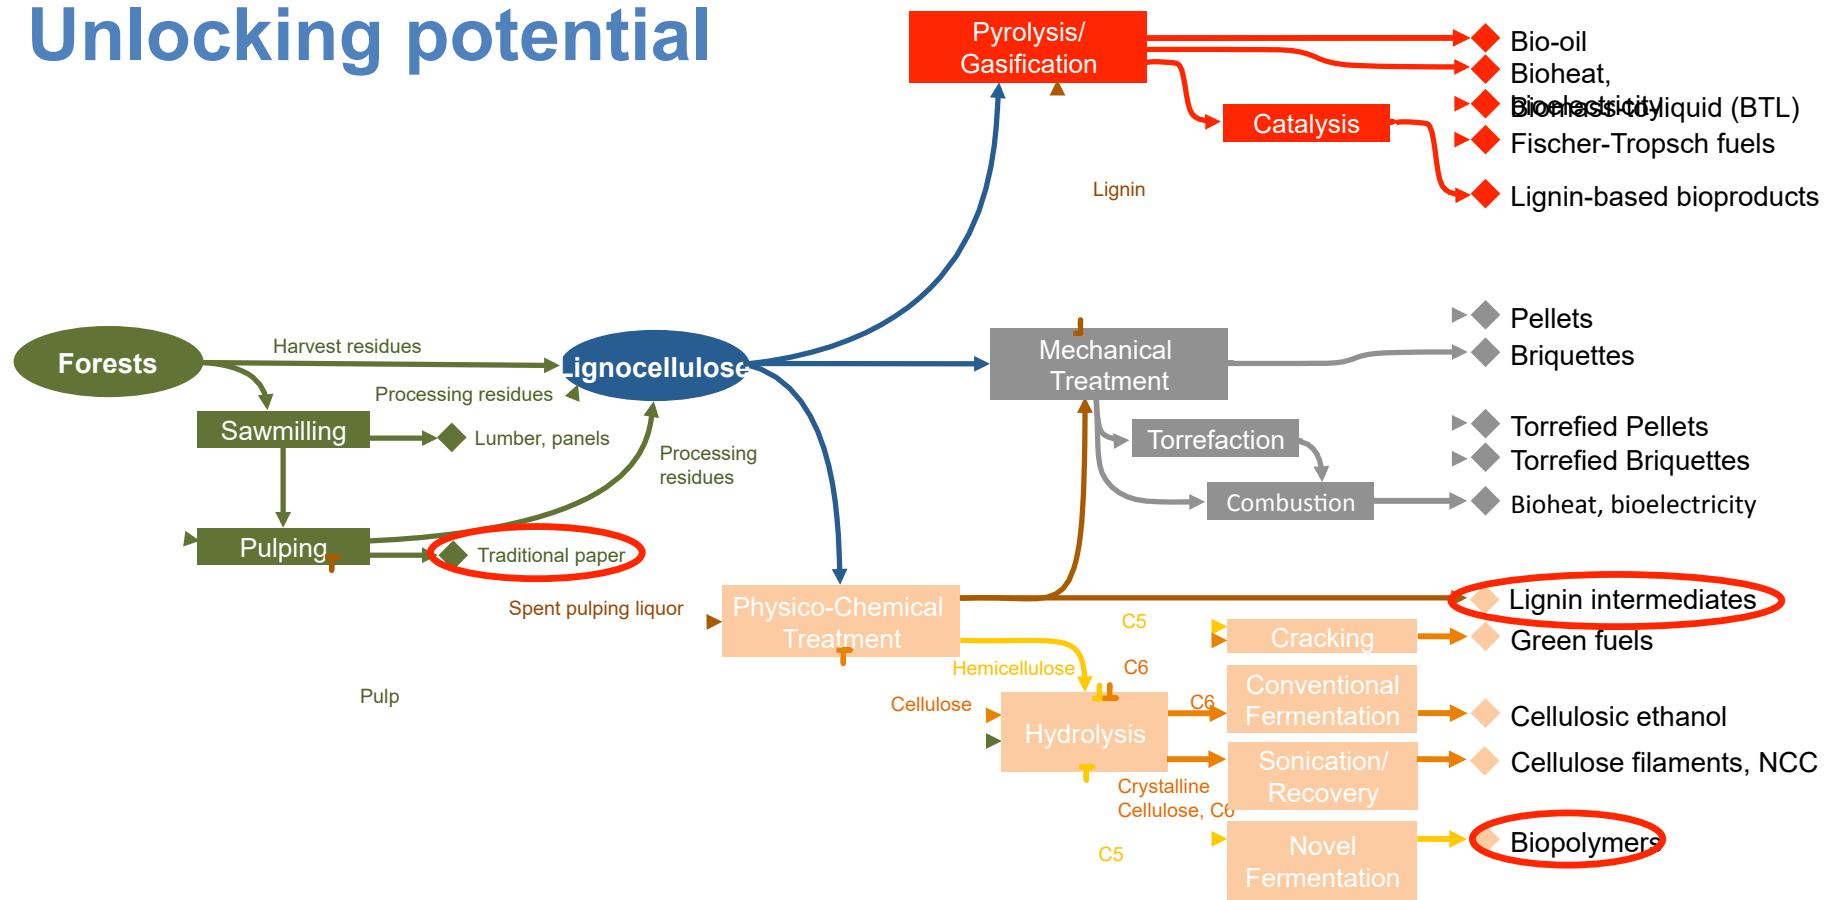 Unlocking potential
Pyrolysis/
Gasification
Bio-oil
Bioheat,
bioelectricity
Biomass-to-liquid (BTL)
Catalysis
Fischer-Tropsch fuels
Lignin
Lignin-based bioproducts
Forests
Harvest residues
Lignocellulose
Processing residues
Sawmilling
Lumber, panels
Processing
residues
Pulping
Traditional paper
Mechanical
Treatment
Pellets
Briquettes
Torrefaction
Torrefied Pellets
Torrefied Briquettes
Combustion
Bioheat, bioelectricity
Spent pulping liquor
Physico-Chemical
Treatment
Lignin intermediates
C5
Cracking
Green fuels
Hemicellulose
C6
Pulp
Cellulose
C6
Conventional
Fermentation
Cellulosic ethanol
Hydrolysis
Sonication/
Recovery
Cellulose filaments, NCC
Crystalline
Cellulose, C6
C5
Novel
Fermentation
Biopolymers